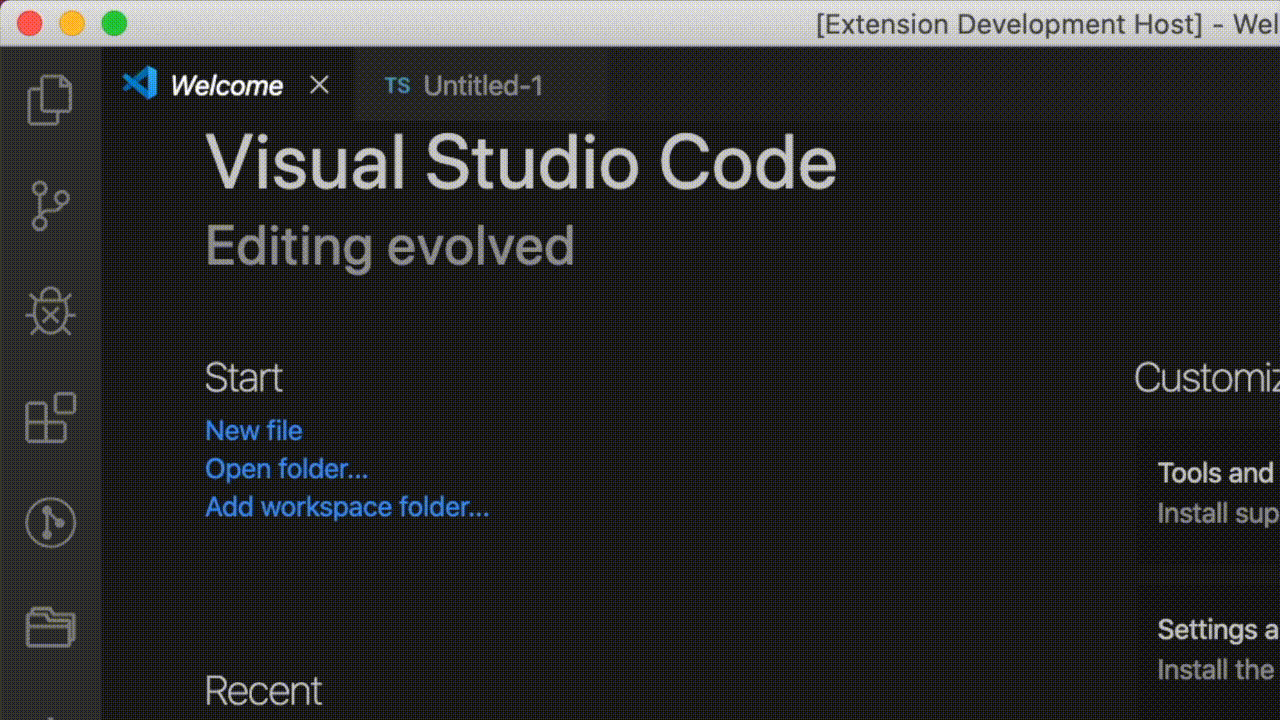 [Extension Development Host] - Wel
Welcome
TS Untitled-1
Visual Studio Code
Editing evolved
Start
New file
Open folder...
Add workspace folder...
Recent
Customiz
Tools and
Install sup
Settings a
Install the